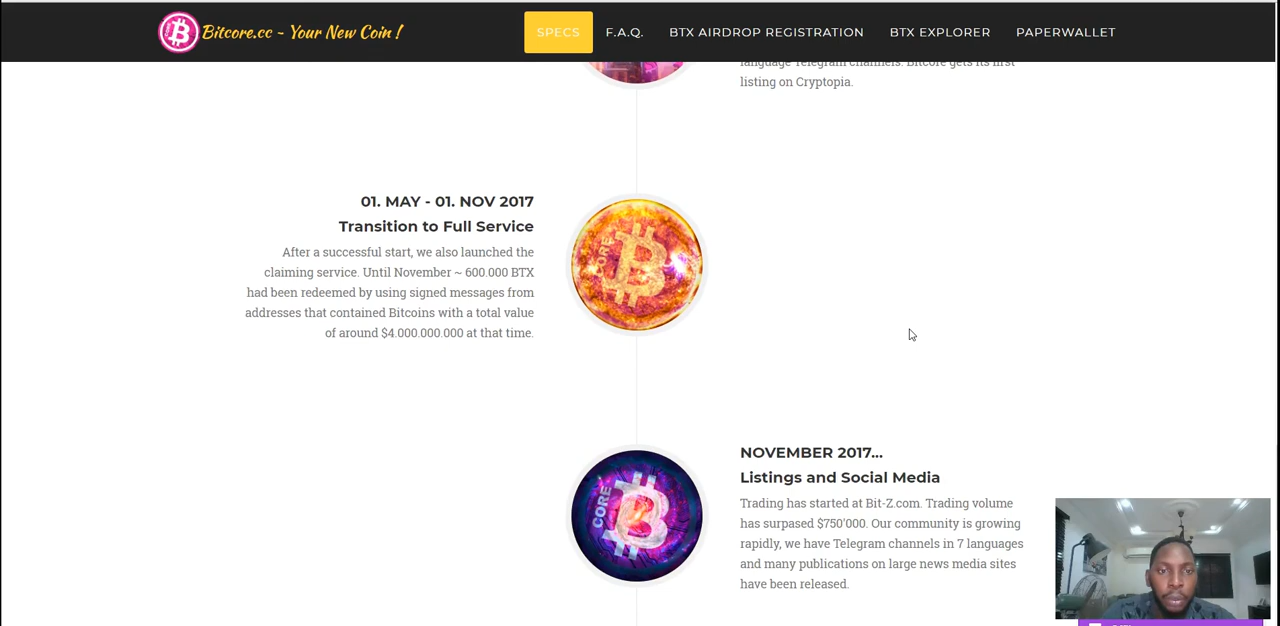 Bitcore.cc ~ Your New Coin !
SPECS
F.A.Q.
BTX AIRDROP REGISTRATION
BTX EXPLORER
PAPERWALLET
language Telegram channels. Bitcore gets its first
listing on Cryptopia.
01. MAY - 01. NOV 2017
Transition to Full Service
After a successful start, we also launched the
claiming service. Until November ~ 600.000 BTX
had been redeemed by using signed messages from
addresses that contained Bitcoins with a total value
of around $4.000.000.000 at that time.
CORE
NOVEMBER 2017...
Listings and Social Media
Trading has started at Bit-Z.com. Trading volume
has surpased $750'000. Our community is growing
rapidly, we have Telegram channels in 7 languages
and many publications on large news media sites
have been released.
CORE